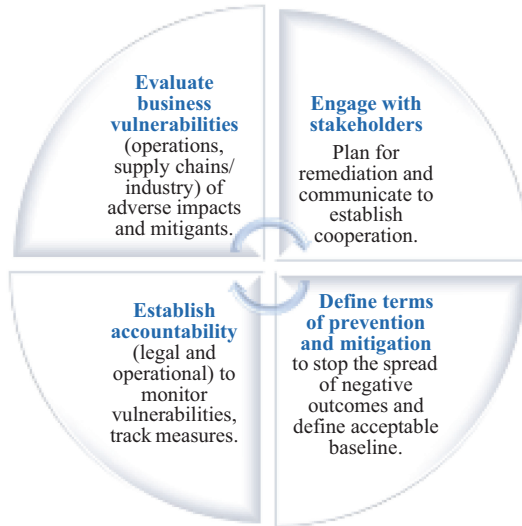 Evaluate
business
vulnerabilities
(operations,
supply chains/
industry) of
adverse impacts
and mitigants.
Engage with
stakeholders
Plan for
remediation and
communicate to
establish
cooperation.
Establish
accountability
(legal and
operational) to
monitor
vulnerabilities,
track measures.
Define terms
of prevention
and mitigation
to stop the spread
of negative
outcomes and
define acceptable
baseline.